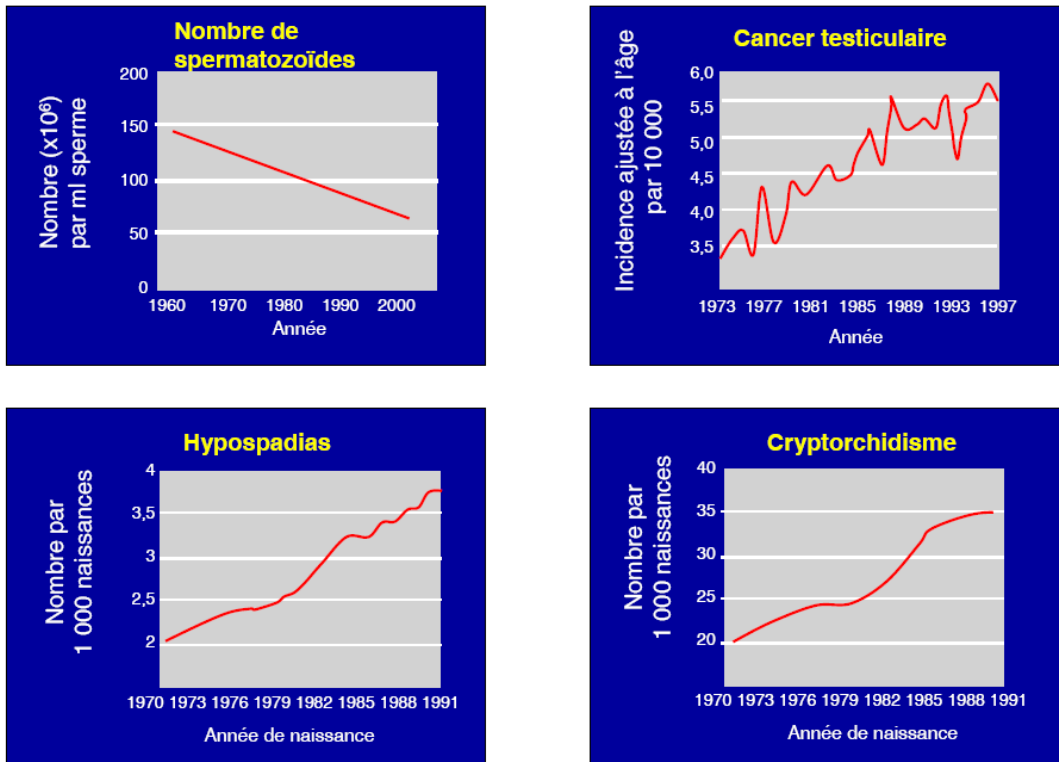 Nombre de
spermatozoïdes
Nombre (x10⁶)
par ml sperme
200
150
100
50
0
1960 1970 1980 1990 2000
Année
Cancer testiculaire
Incidence ajustée à l'âge
par 10 000
6,0
5,5
5,0
4,5
4,0
3,5
1973 1977 1981 1985 1989 1993 1997
Année
Hypospadias
Nombre par
1 000 naissances
4
3,5
3
2,5
2
1970 1973 1976 1979 1982 1985 1988 1991
Année de naissance
Cryptorchidisme
Nombre par
1 000 naissances
40
35
30
25
20
1970 1973 1976 1979 1982 1985 1988 1991
Année de naissance